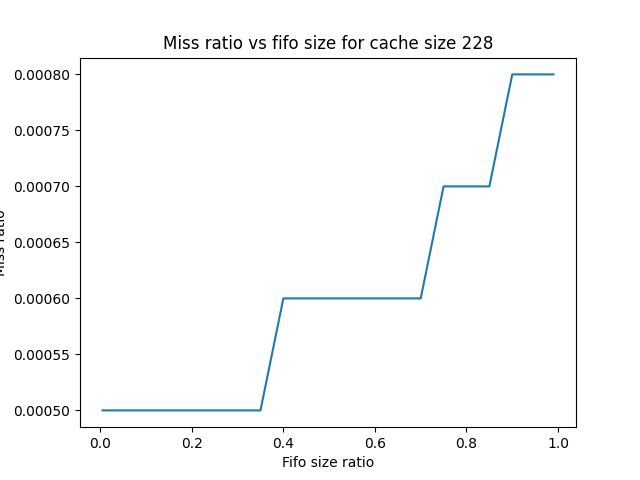 Miss ratio vs fifo size for cache size 228
0.00080
0.00075
0.00070
0.00065
0.00060
0.00055
0.00050
Miss ratio
0.0 0.2 0.4 0.6 0.8 1.0
Fifo size ratio